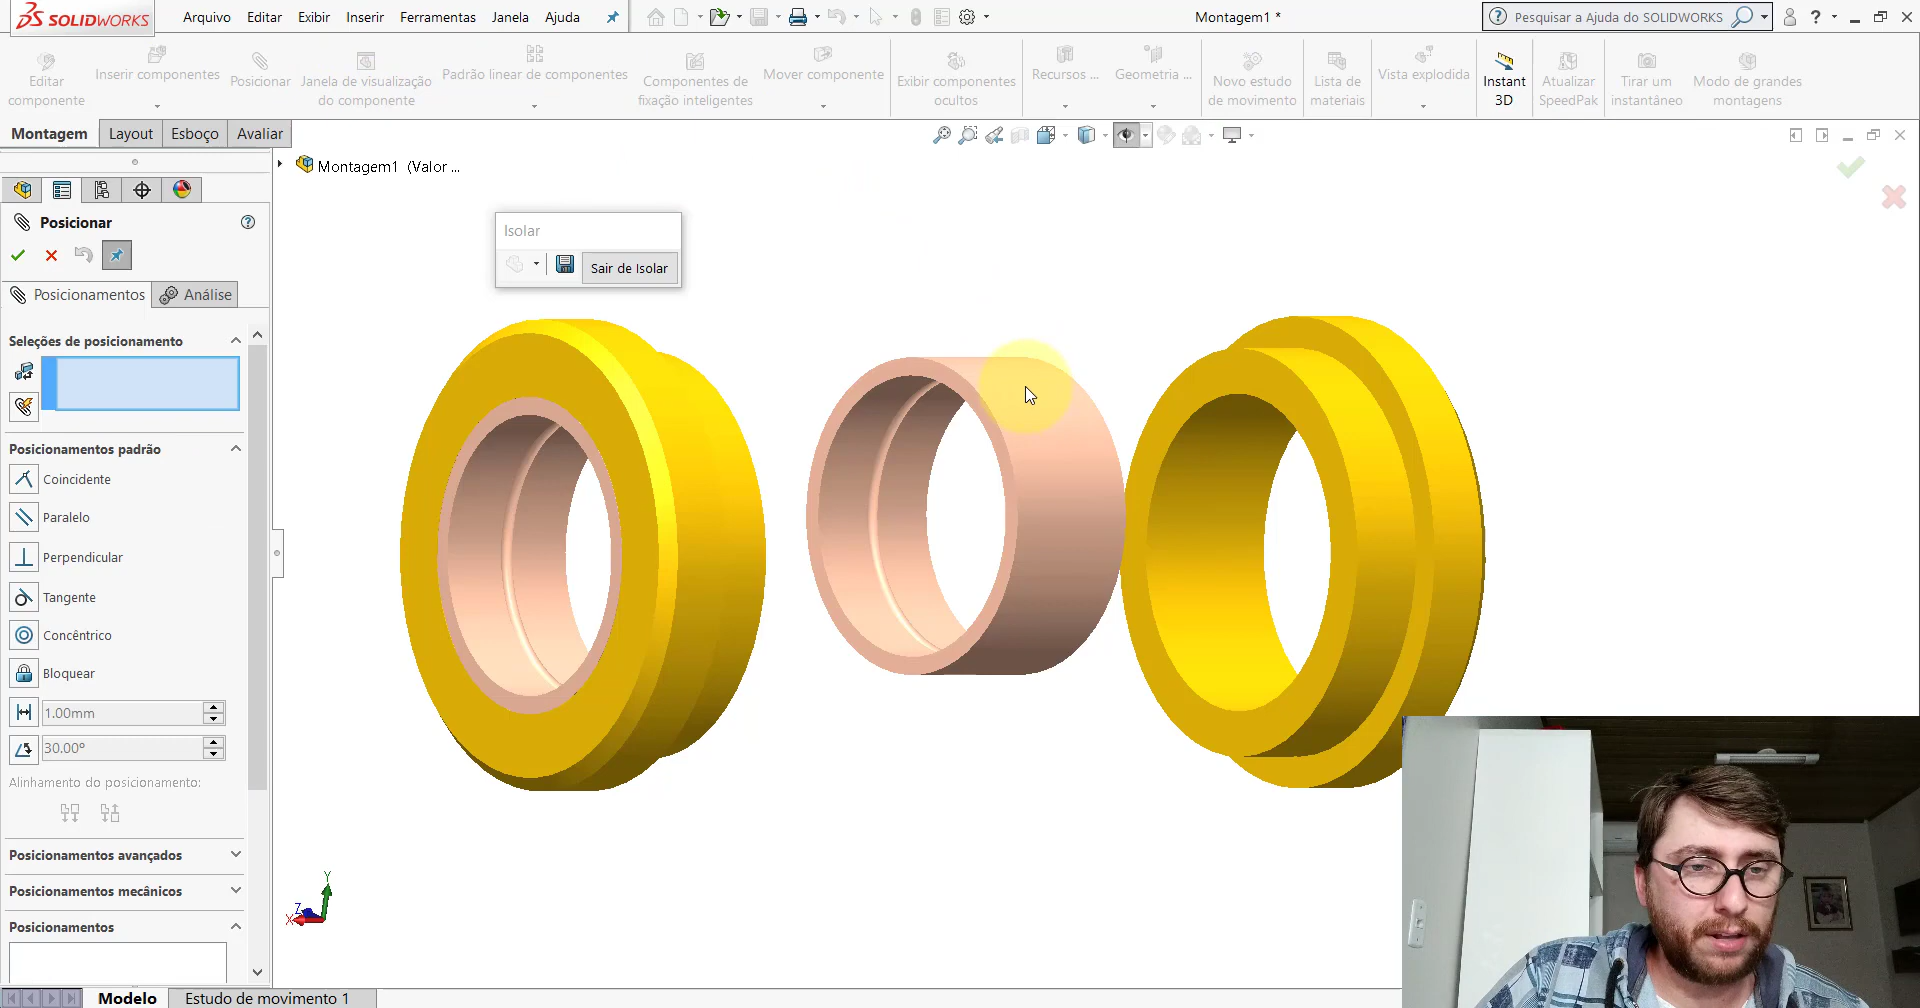 SOLIDWORKS
Arquivo Editar Exibir Inserir Ferramentas Janela Ajuda
Montagem1 *
Pesquisar a Ajuda do SOLIDWORKS
Editar componente
Inserir componentes
Posicionar
Janela de visualização do componente
Padrão linear de componentes
Componentes de fixação inteligentes
Mover componente
Exibir componentes ocultos
Recursos ...
Geometria ...
Novo estudo de movimento
Lista de materiais
Vista explodida
Instant 3D
Atualizar SpeedPak
Tirar um instantâneo
Modo de grandes montagens
Montagem Layout Esboço Avaliar
Montagem1 (Valor ...
Posicionar
Isolar
Sair de Isolar
Posicionamentos Análise
Seleções de posicionamento
Posicionamentos padrão
Coincidente
Paralelo
Perpendicular
Tangente
Concêntrico
Bloquear
1.00mm
30.00º
Alinhamento do posicionamento:
Posicionamentos avançados
Posicionamentos mecânicos
Posicionamentos
Y
Z
X
Modelo Estudo de movimento 1